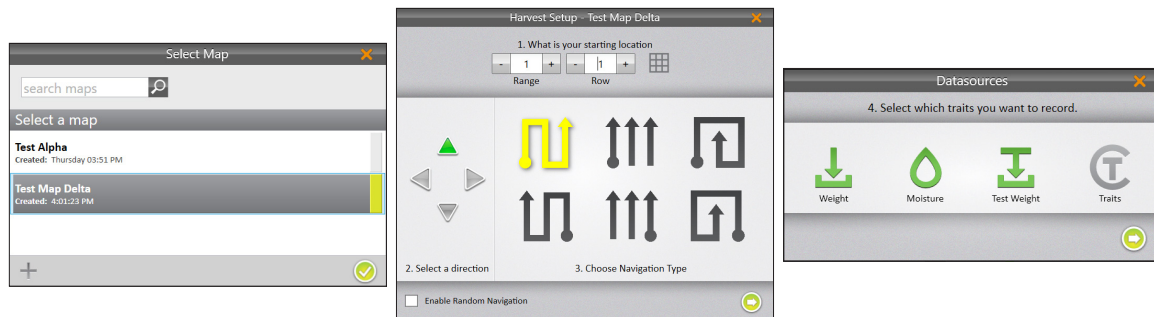 Select Map
search maps
Select a map
Test Alpha
Created: Thursday 03:51 PM
Test Map Delta
Created: 4:01:23 PM
Harvest Setup - Test Map Delta
1. What is your starting location
- 1 + - 1 +
Range Row
2. Select a direction 3. Choose Navigation Type
Enable Random Navigation
Datasources
4. Select which traits you want to record.
Weight Moisture Test Weight Traits